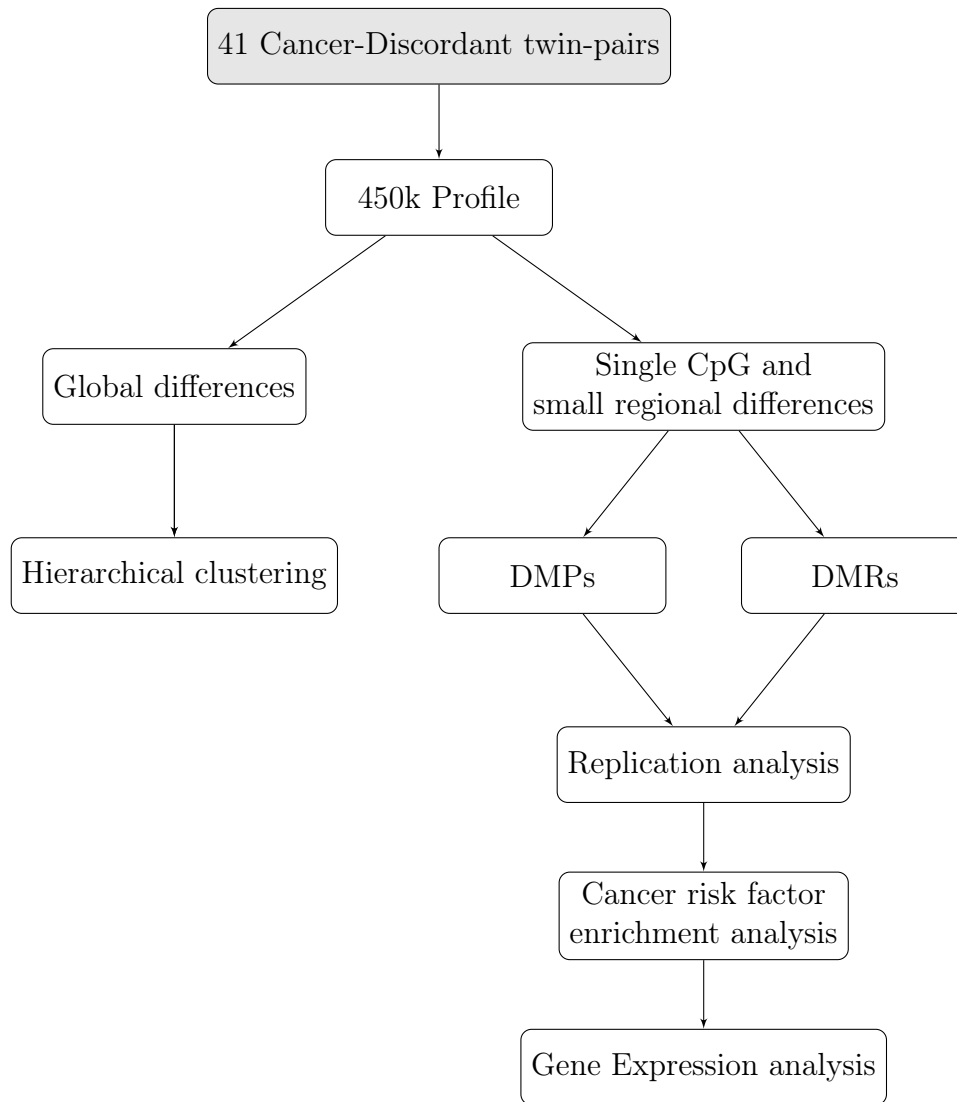 41 Cancer-Discordant twin-pairs
450k Profile
Global differences
Single CpG and
small regional differences
Hierarchical clustering
DMPs
DMRs
Replication analysis
Cancer risk factor
enrichment analysis
Gene Expression analysis